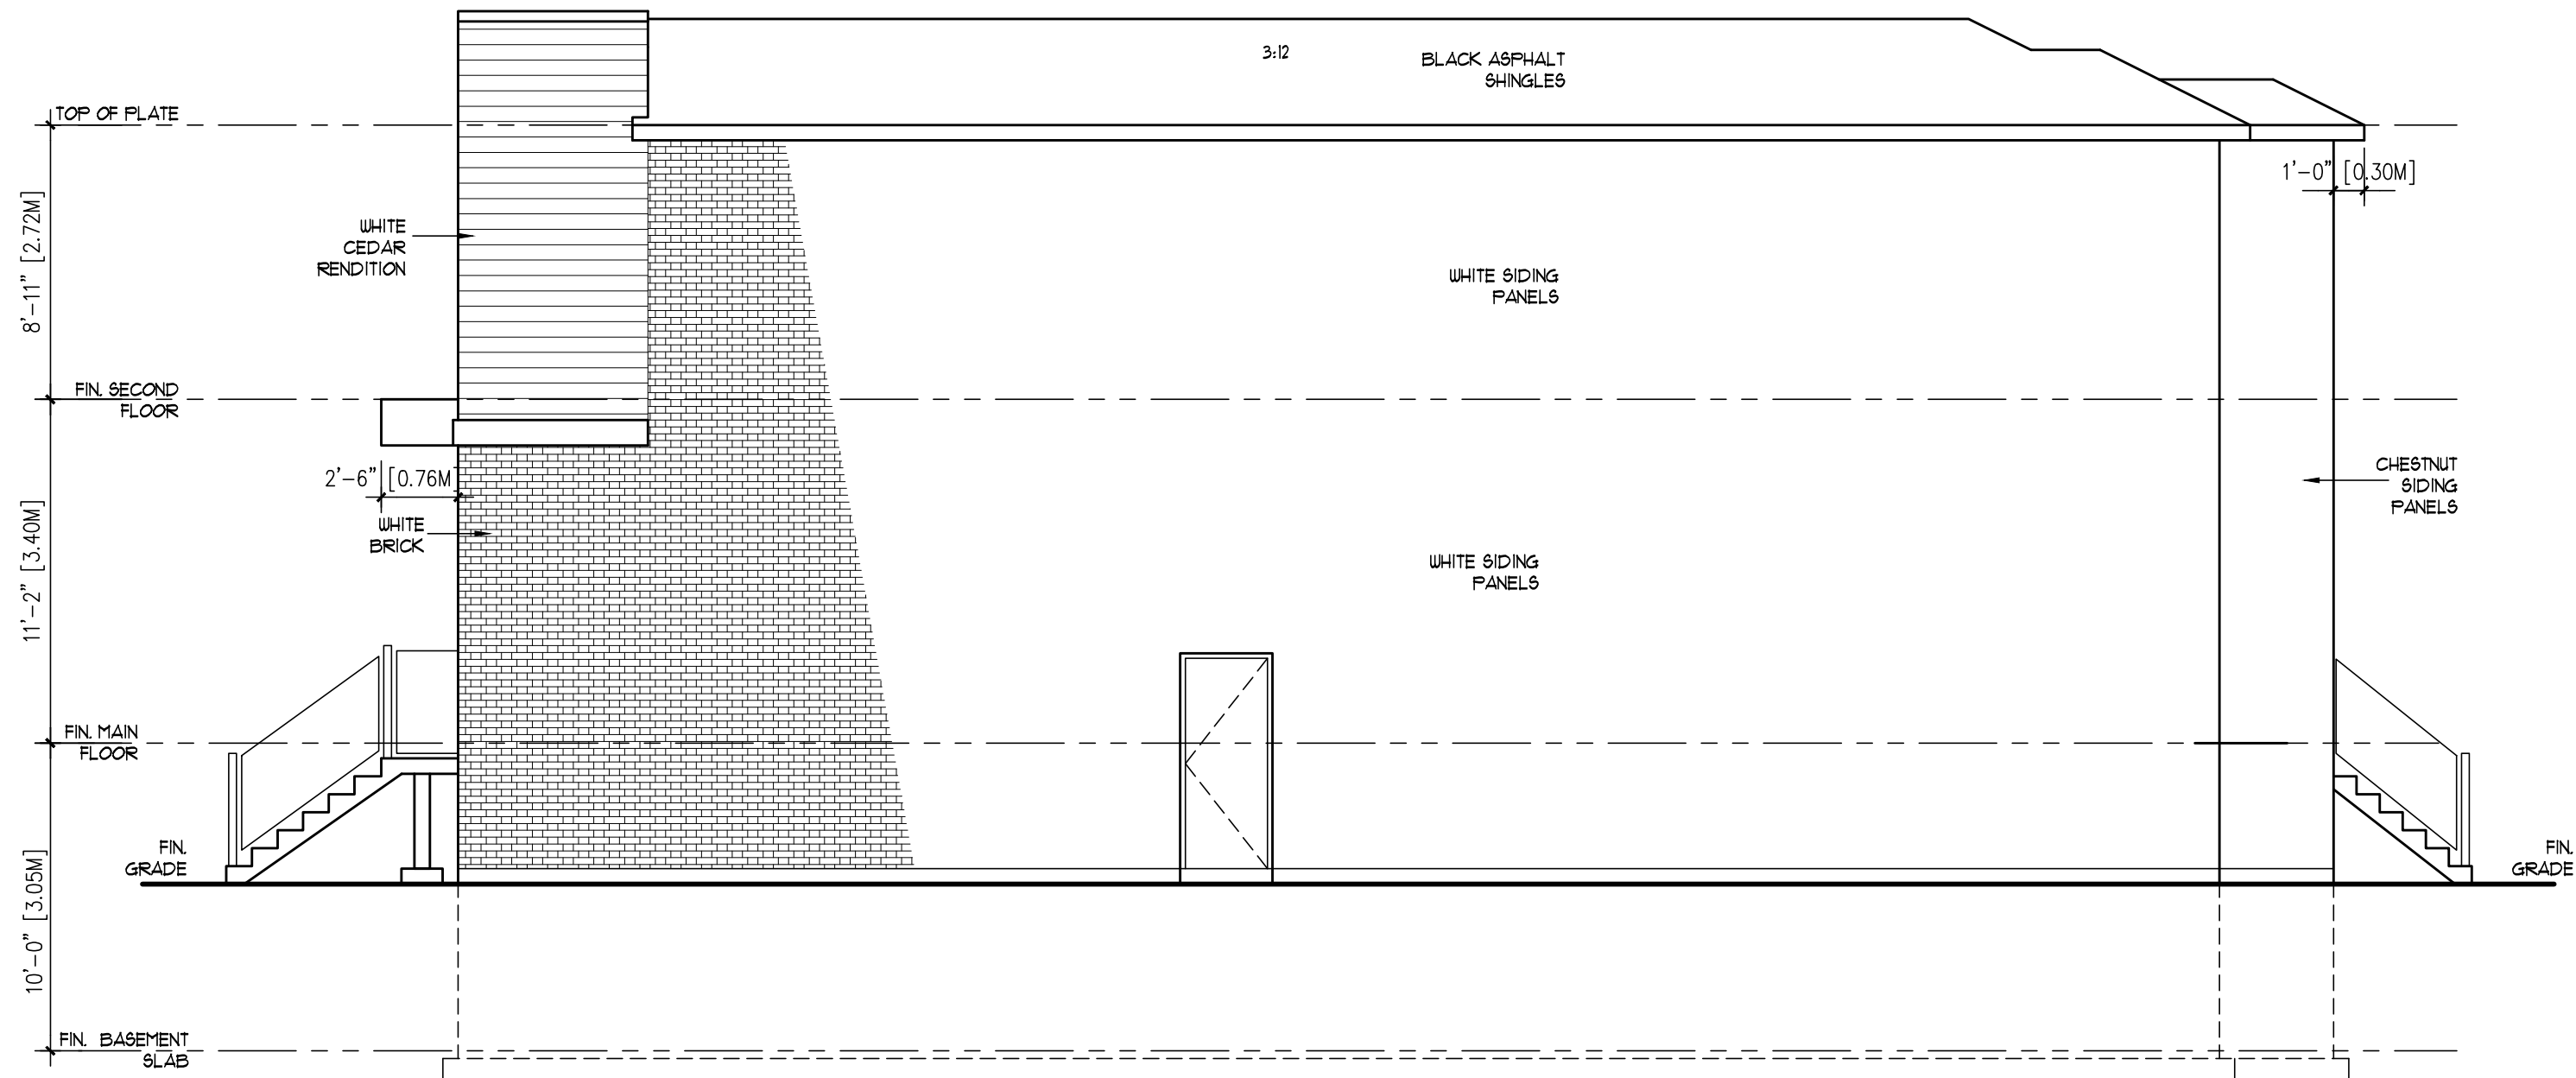 3:12
BLACK ASPHALT
SHINGLES
TOP OF PLATE
1'-0" [0.30M]
8'-11" [2.72M]
WHITE
CEDAR
RENDITION
WHITE SIDING
PANELS
FIN. SECOND
FLOOR
2'-6" [0.76M
CHESTNUT
SIDING
PANELS
11'-2" [3.40M]
WHITE
BRICK
WHITE SIDING
PANELS
FIN. MAIN
FLOOR
FIN.
GRADE
FIN.
GRADE
10'-0" [3.05M]
FIN. BASEMENT
SLAB